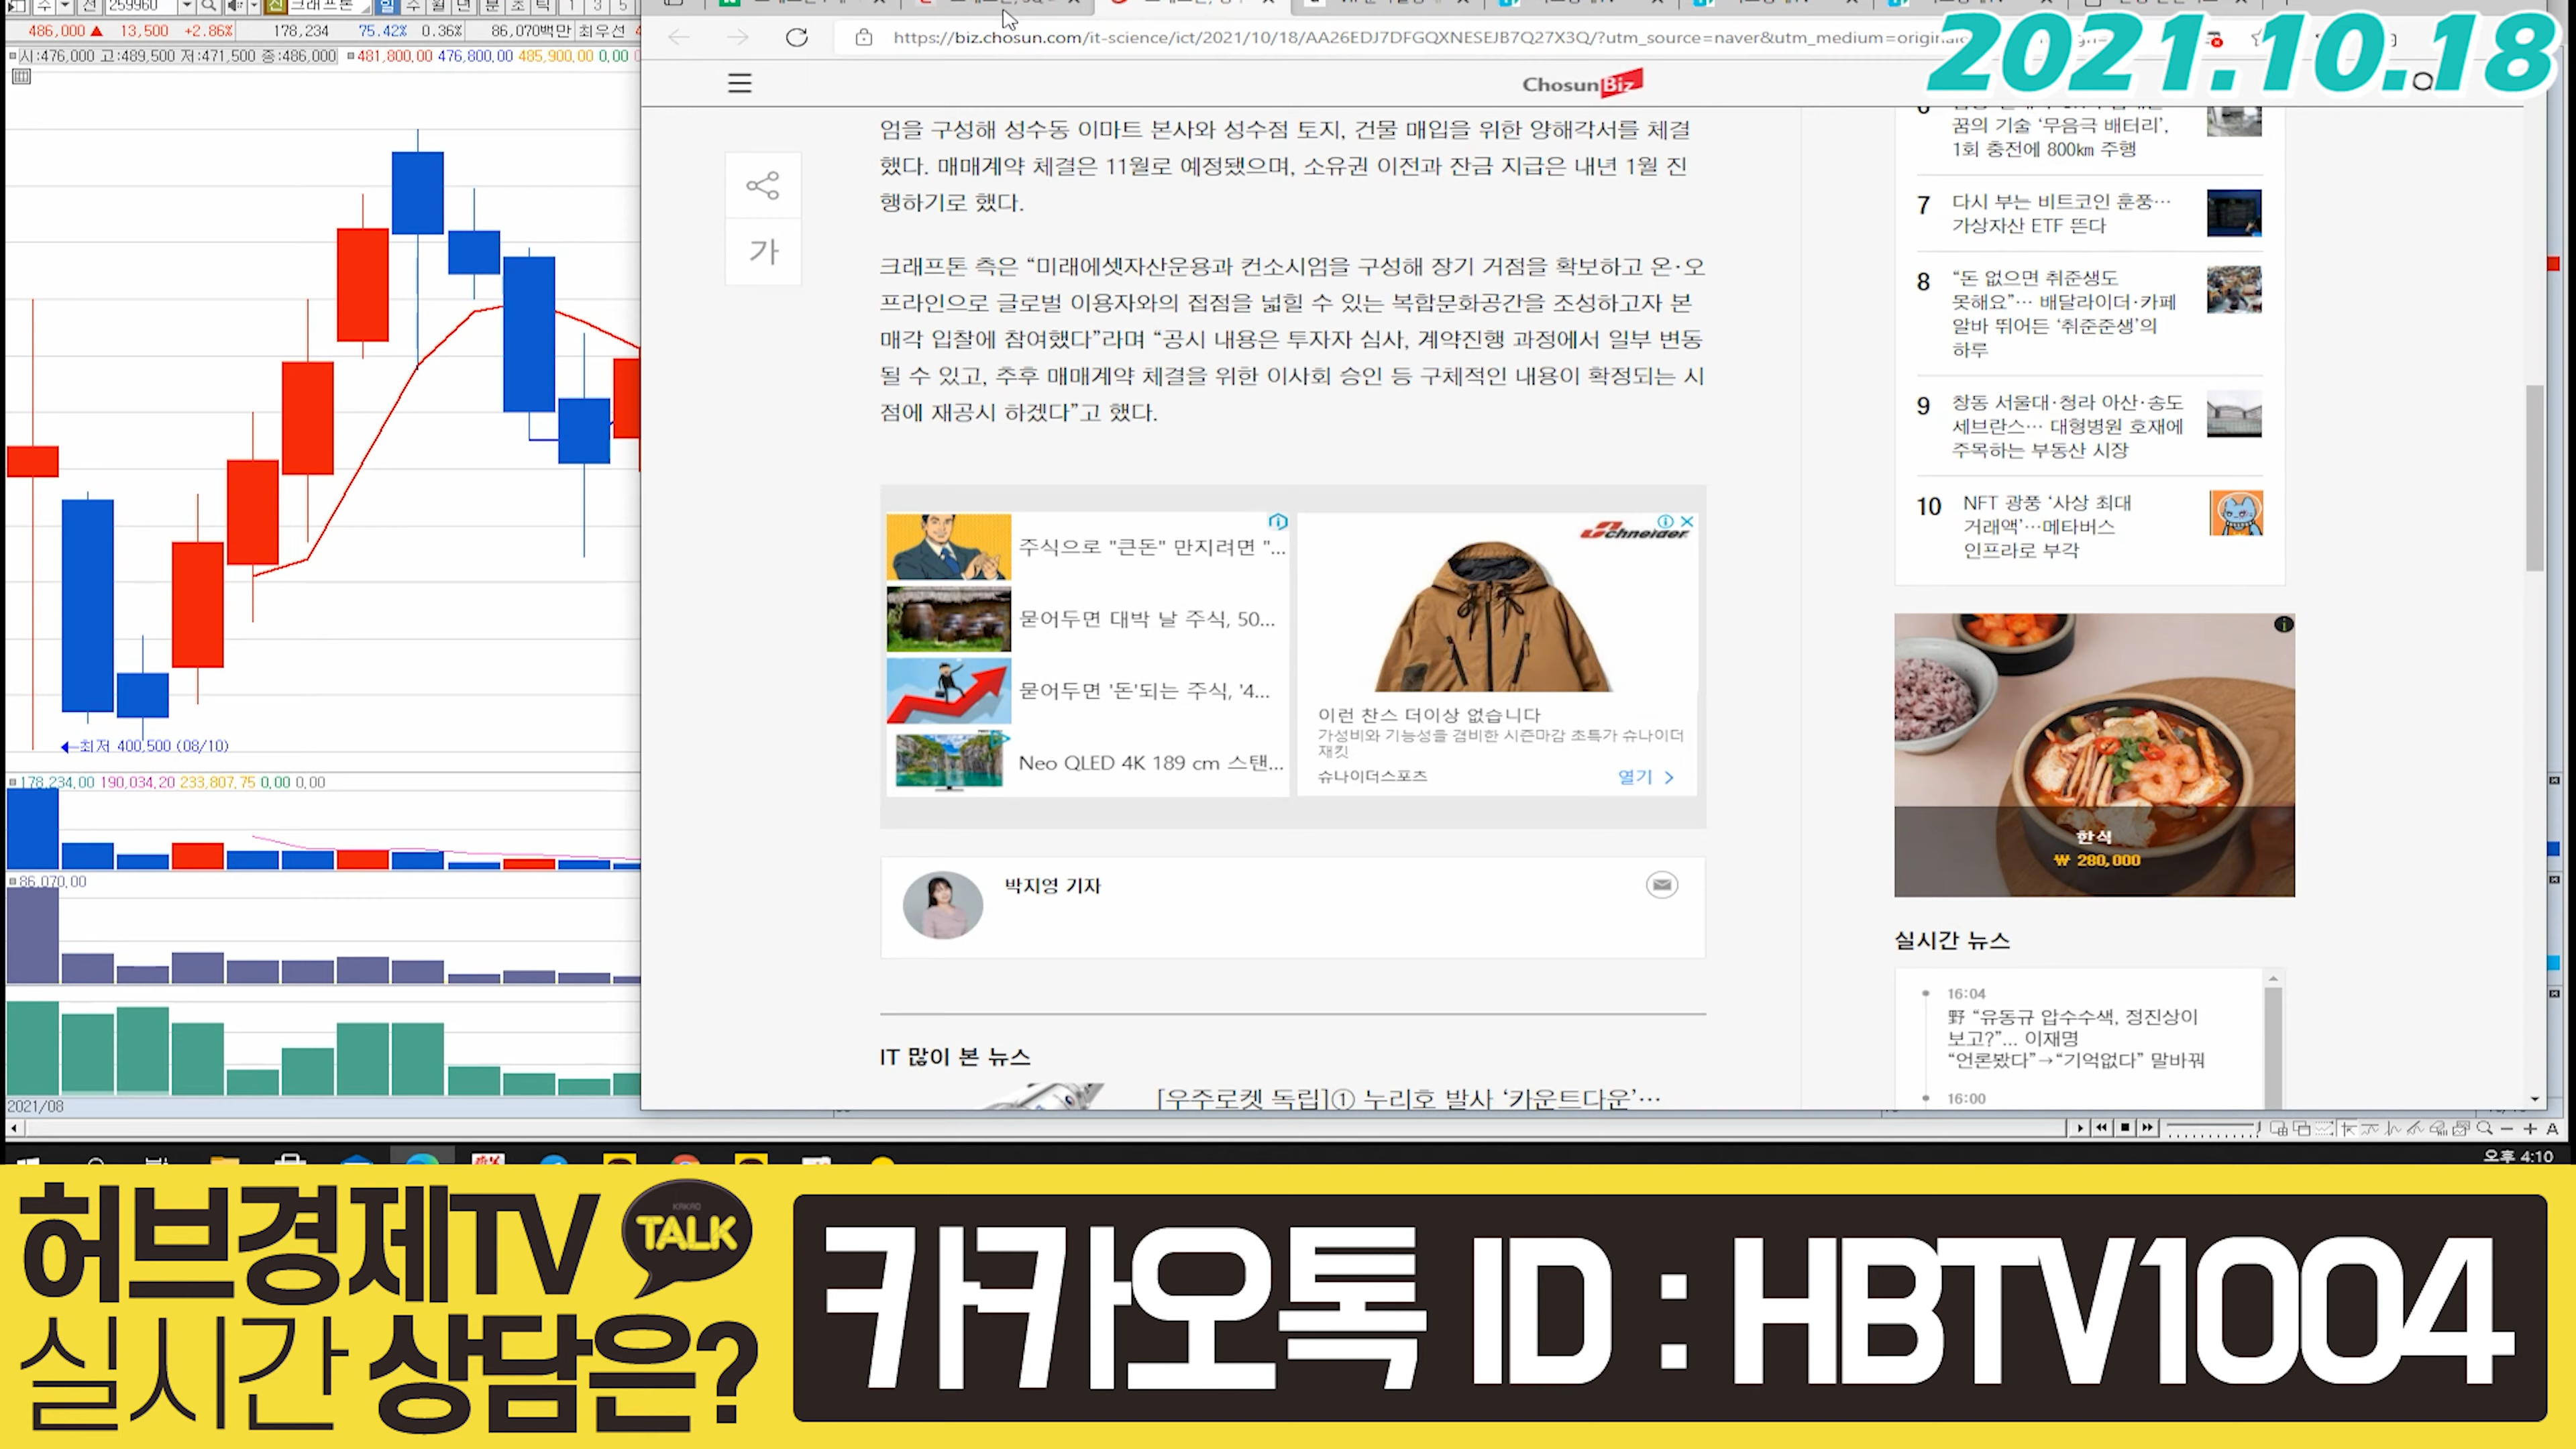 259960
크래프톤
일 주 월 년 분 초 틱 1 3 5
486,000 ▲ 13,500 +2.86% 178,234 75.42% 0.36% 86,070백만 최우선
시:476,000 고:489,500 저:471,500 종:486,000 481,800,00 476,800,00 485,900,00 0,00
←최저 400,500 (08/10)
178,234,00 190,034,20 233,807,75 0,00 0,00
86,070,00
2021/08
https://biz.chosun.com/it-science/ict/2021/10/18/AA26EDJ7DFGQXNESEJB7Q27X3Q/?utm_source=naver&utm_medium=original
2021.10.18
ChosunBiz
가
엄을 구성해 성수동 이마트 본사와 성수점 토지, 건물 매입을 위한 양해각서를 체결
했다. 매매계약 체결은 11월로 예정됐으며, 소유권 이전과 잔금 지급은 내년 1월 진
행하기로 했다.
크래프톤 측은 “미래에셋자산운용과 컨소시엄을 구성해 장기 거점을 확보하고 온·오
프라인으로 글로벌 이용자와의 접점을 넓힐 수 있는 복합문화공간을 조성하고자 본
매각 입찰에 참여했다”라며 “공시 내용은 투자자 심사, 계약진행 과정에서 일부 변동
될 수 있고, 추후 매매계약 체결을 위한 이사회 승인 등 구체적인 내용이 확정되는 시
점에 재공시 하겠다”고 했다.
주식으로 "큰돈" 만지려면 "...
묻어두면 대박 날 주식, 50...
묻어두면 '돈'되는 주식, '4...
Neo QLED 4K 189 cm 스탠...
Schneider
이런 찬스 더이상 없습니다
가성비와 기능성을 겸비한 시즌마감 초특가 슈나이더
재킷
슈나이더스포츠 열기 >
박지영 기자
IT 많이 본 뉴스
[우주로켓 독립]① 누리호 발사 ‘카운트다운’…
꿈의 기술 ‘무음극 배터리’,
1회 충전에 800km 주행
7 다시 부는 비트코인 훈풍…
가상자산 ETF 뜬다
8 “돈 없으면 취준생도
못해요”… 배달라이더·카페
알바 뛰어든 ‘취준준생’의
하루
9 창동 서울대·청라 아산·송도
세브란스… 대형병원 호재에
주목하는 부동산 시장
10 NFT 광풍 ‘사상 최대
거래액’…메타버스
인프라로 부각
한식
₩ 280,000
실시간 뉴스
16:04
野 “유동규 압수수색, 정진상이
보고?”... 이재명
“언론봤다”→“기억없다” 말바꿔
16:00
오후 4:10
허브경제TV
TALK
실시간 상담은?
카카오톡 ID : HBTV1004